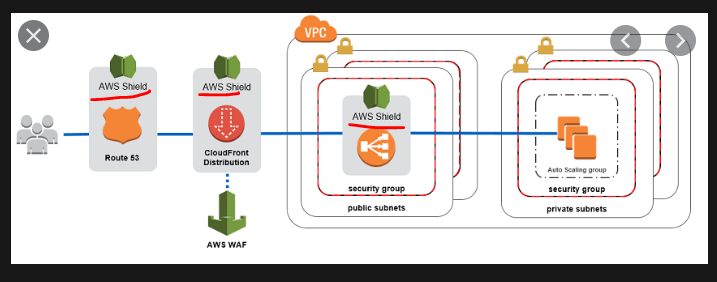 VPC
AWS Shield
Route 53
AWS Shield
CloudFront
Distribution
AWS WAF
AWS Shield
security group
public subnets
Auto Scaling group
security group
private subnets